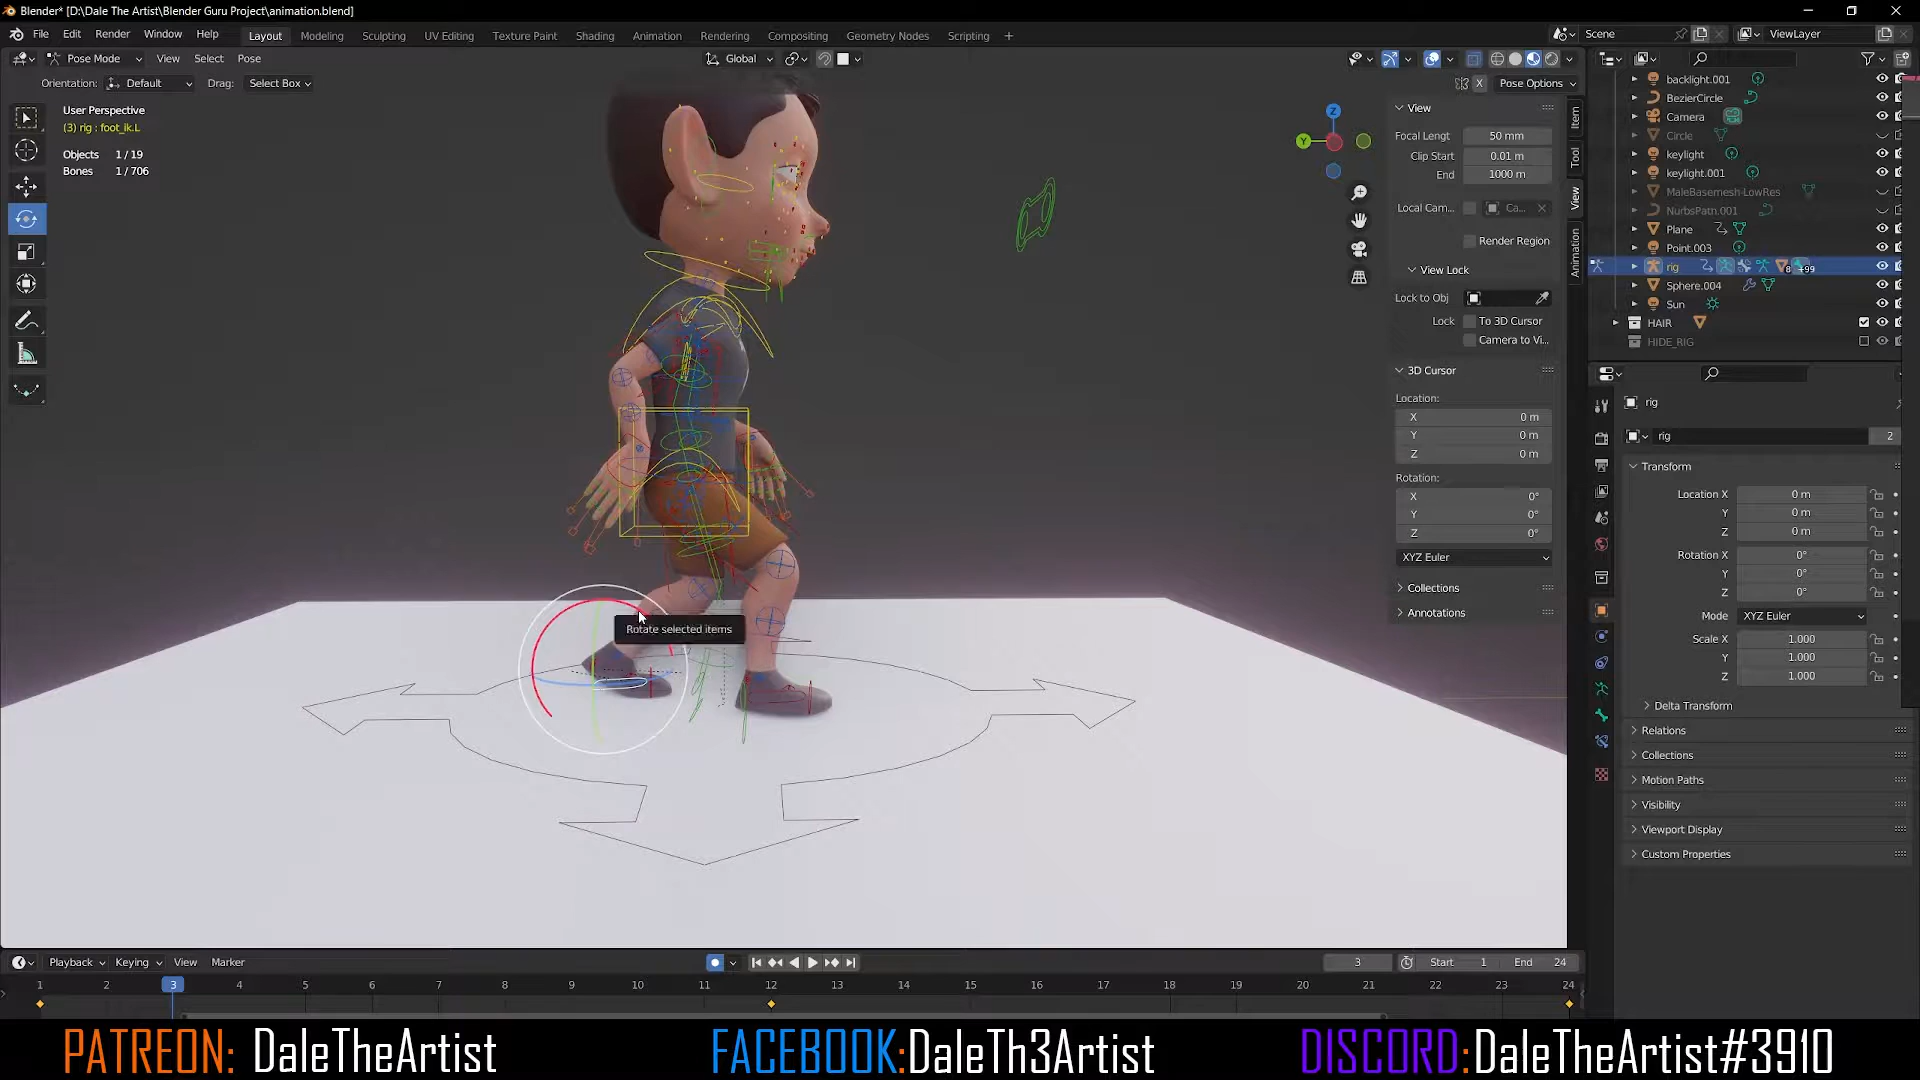 Blender* [D:\Dale The Artist\Blender Guru Project\animation.blend]
File Edit Render Window Help Layout Modeling Sculpting UV Editing Texture Paint Shading Animation Rendering Compositing Geometry Nodes Scripting + Scene ViewLayer
Pose Mode View Select Pose Global
Orientation: Default Drag: Select Box X Pose Options
User Perspective
(3) rig : foot_ik.L
Objects 1 / 19
Bones 1 / 706
Z
Y
Item
Tool
View
Animation
View
Focal Lengt 50 mm
Clip Start 0.01 m
End 1000 m
Local Cam... Ca...
Render Region
View Lock
Lock to Obj
Lock To 3D Cursor
Camera to Vi...
3D Cursor
Location:
X 0 m
Y 0 m
Z 0 m
Rotation:
X 0°
Y 0°
Z 0°
XYZ Euler
Collections
Annotations
backlight.001
BezierCircle
Camera
Circle
keylight
keylight.001
MaleBasemesh-LowRes
NurbsPath.001
Plane
Point.003
rig 8 +99
Sphere.004
Sun
HAIR
HIDE_RIG
rig
rig 2
Transform
Location X 0 m
Y 0 m
Z 0 m
Rotation X 0°
Y 0°
Z 0°
Mode XYZ Euler
Scale X 1.000
Y 1.000
Z 1.000
Delta Transform
Relations
Collections
Motion Paths
Visibility
Viewport Display
Custom Properties
Rotate selected items
Playback Keying View Marker 3 Start 1 End 24
1 2 3 4 5 6 7 8 9 10 11 12 13 14 15 16 17 18 19 20 21 22 23 24
PATREON: DaleTheArtist FACEBOOK:DaleTh3Artist DISCORD:DaleTheArtist#3910